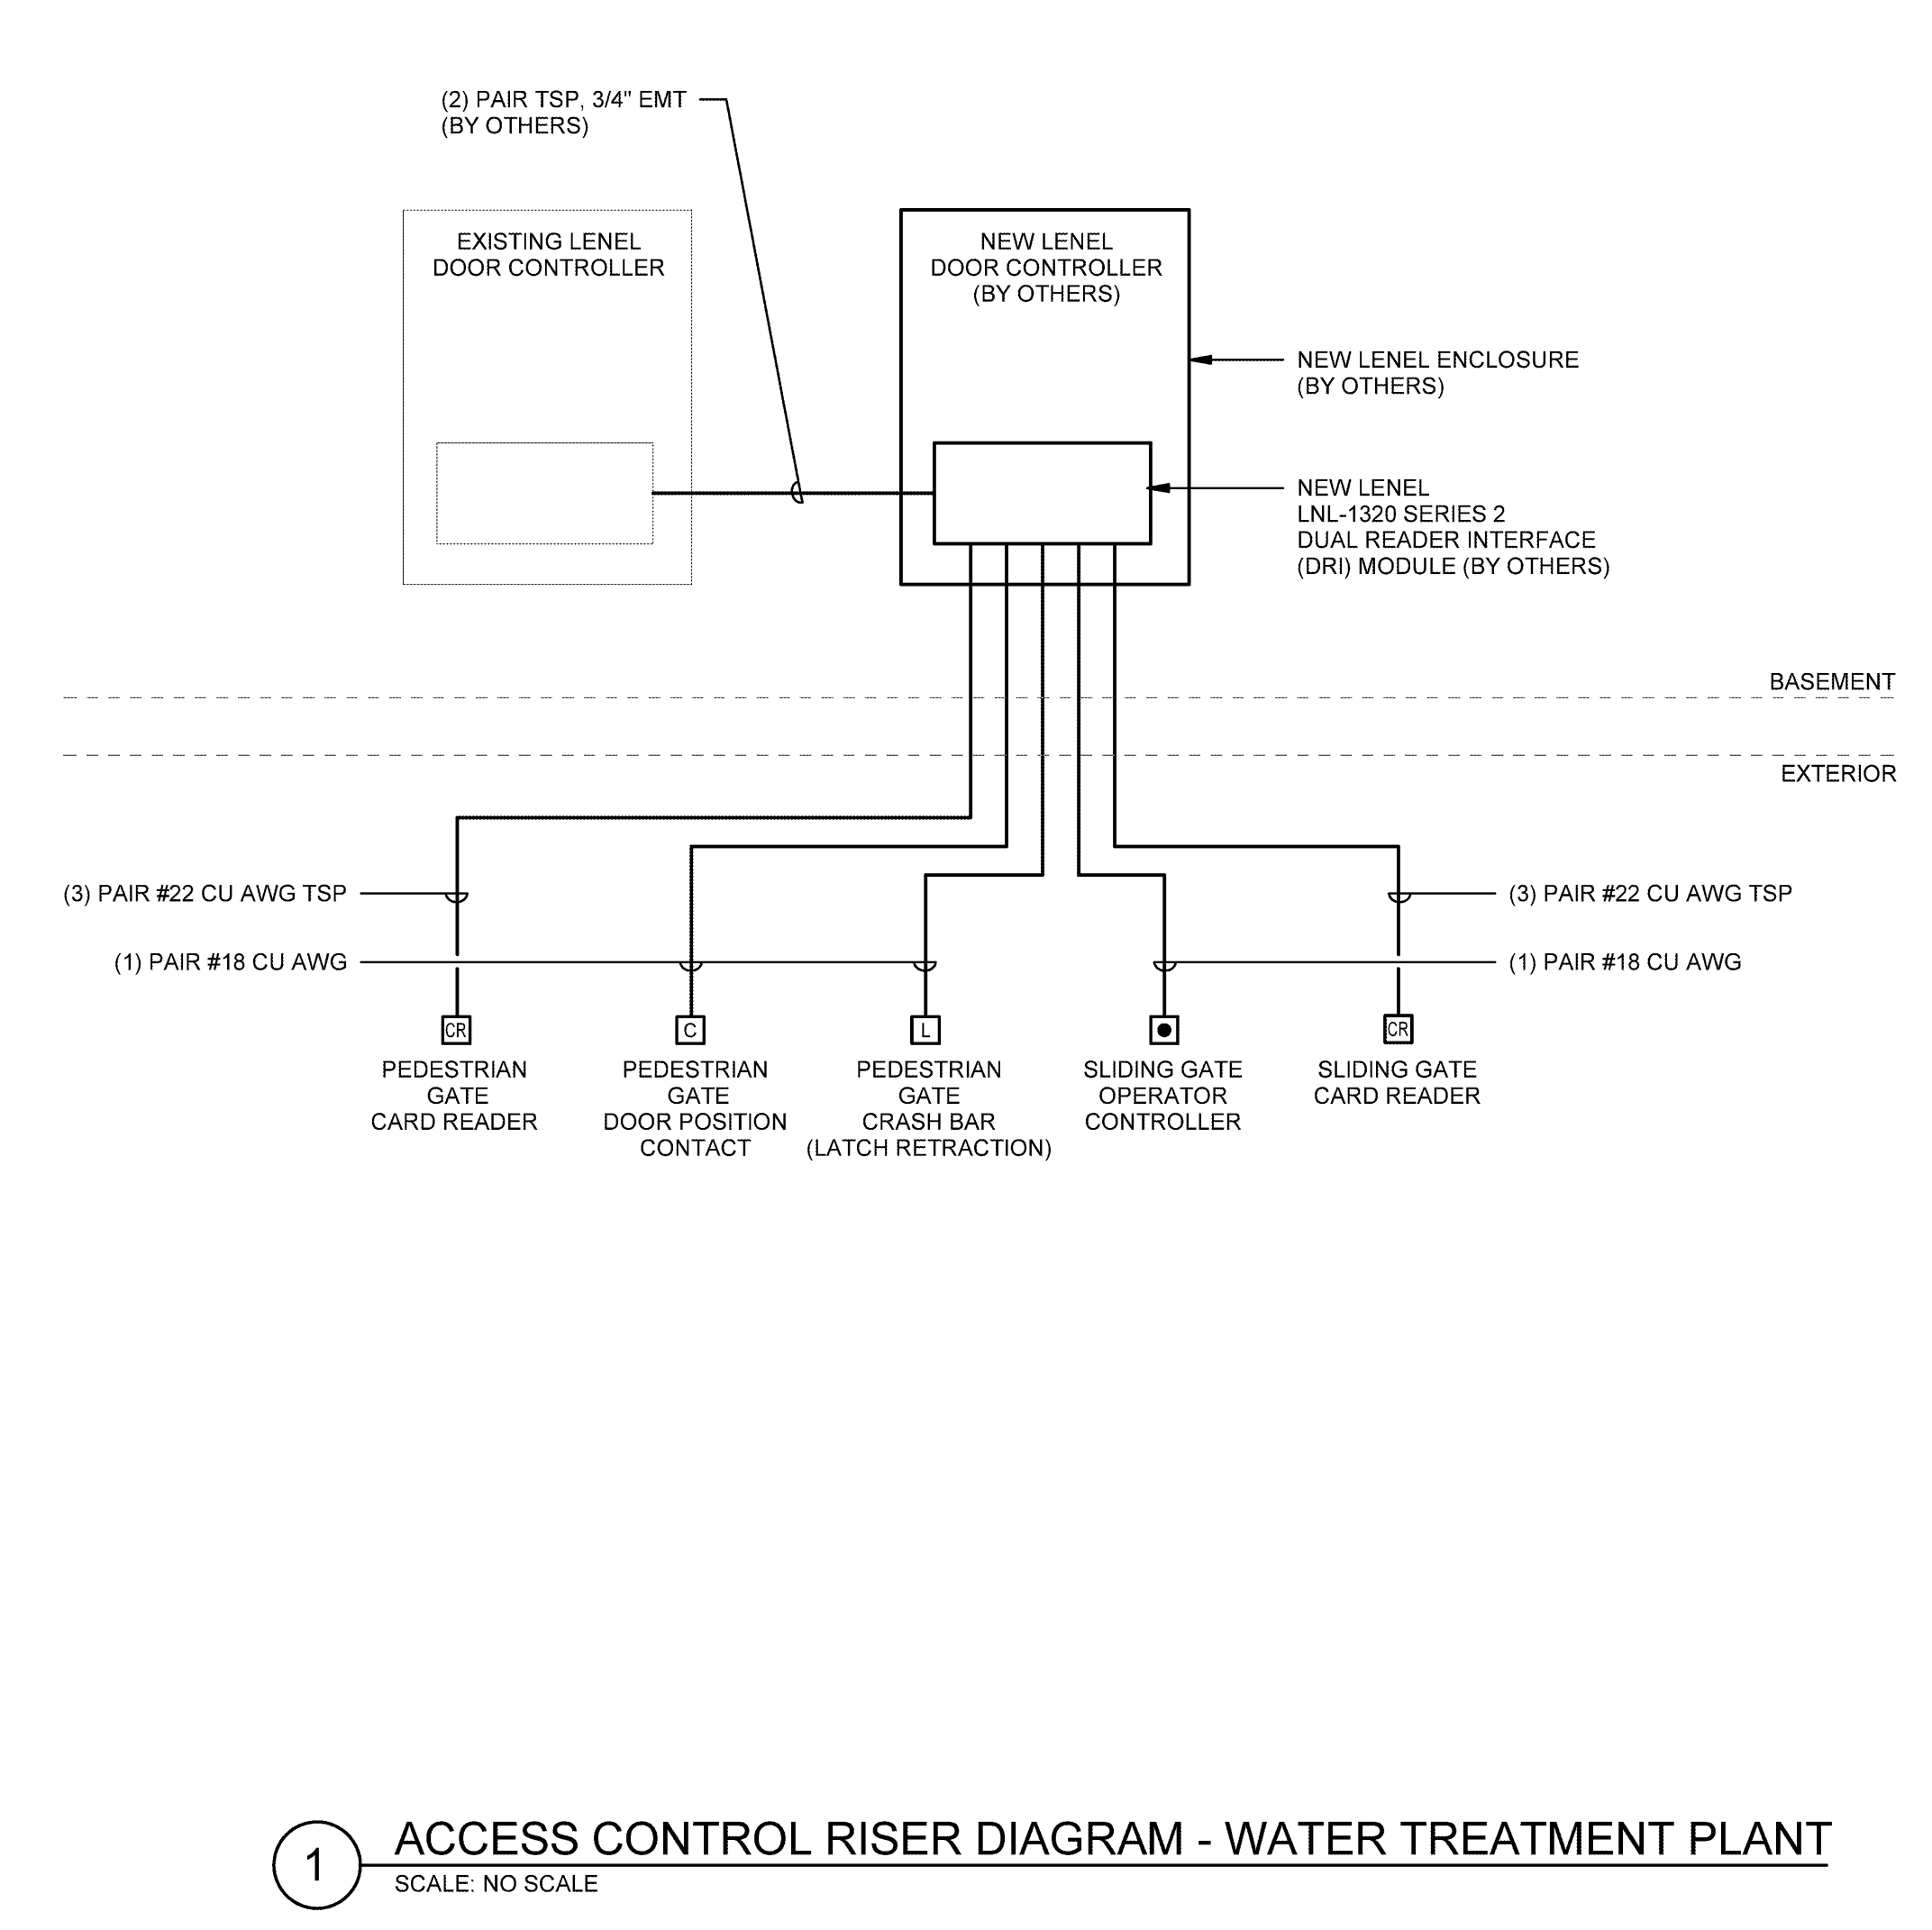 (2) PAIR TSP, 3/4" EMT
(BY OTHERS)
EXISTING LENEL
DOOR CONTROLLER
NEW LENEL
DOOR CONTROLLER
(BY OTHERS)
NEW LENEL ENCLOSURE
(BY OTHERS)
NEW LENEL
LNL-1320 SERIES 2
DUAL READER INTERFACE
(DRI) MODULE (BY OTHERS)
BASEMENT
EXTERIOR
(3) PAIR #22 CU AWG TSP
(3) PAIR #22 CU AWG TSP
(1) PAIR #18 CU AWG
(1) PAIR #18 CU AWG
CR
PEDESTRIAN
GATE
CARD READER
C
PEDESTRIAN
GATE
DOOR POSITION
CONTACT
L
PEDESTRIAN
GATE
CRASH BAR
(LATCH RETRACTION)
SLIDING GATE
OPERATOR
CONTROLLER
CR
SLIDING GATE
CARD READER
1
ACCESS CONTROL RISER DIAGRAM - WATER TREATMENT PLANT
SCALE: NO SCALE